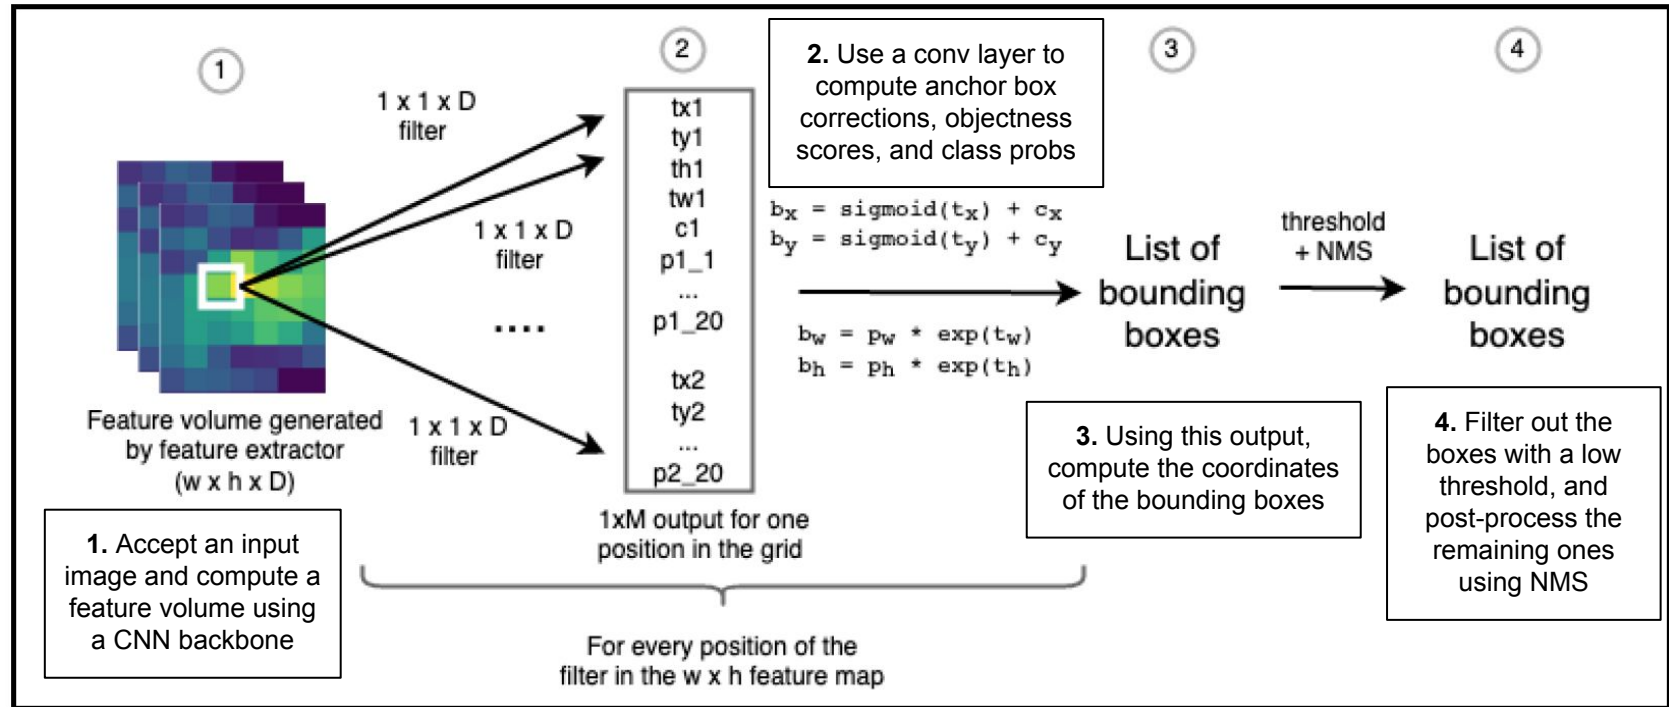 1
2
3
4
1 x 1 x D
filter
1 x 1 x D
filter
....
1 x 1 x D
filter
Feature volume generated
by feature extractor
(w x h x D)
1. Accept an input
image and compute a
feature volume using
a CNN backbone
tx1
ty1
th1
tw1
c1
p1_1
...
p1_20
tx2
ty2
...
p2_20
1xM output for one
position in the grid
For every position of the
filter in the w x h feature map
2. Use a conv layer to
compute anchor box
corrections, objectness
scores, and class probs
bx = sigmoid(tx) + cx
by = sigmoid(ty) + cy
bw = pw * exp(tw)
bh = ph * exp(th)
List of
bounding
boxes
3. Using this output,
compute the coordinates
of the bounding boxes
threshold
+ NMS
List of
bounding
boxes
4. Filter out the
boxes with a low
threshold, and
post-process the
remaining ones
using NMS